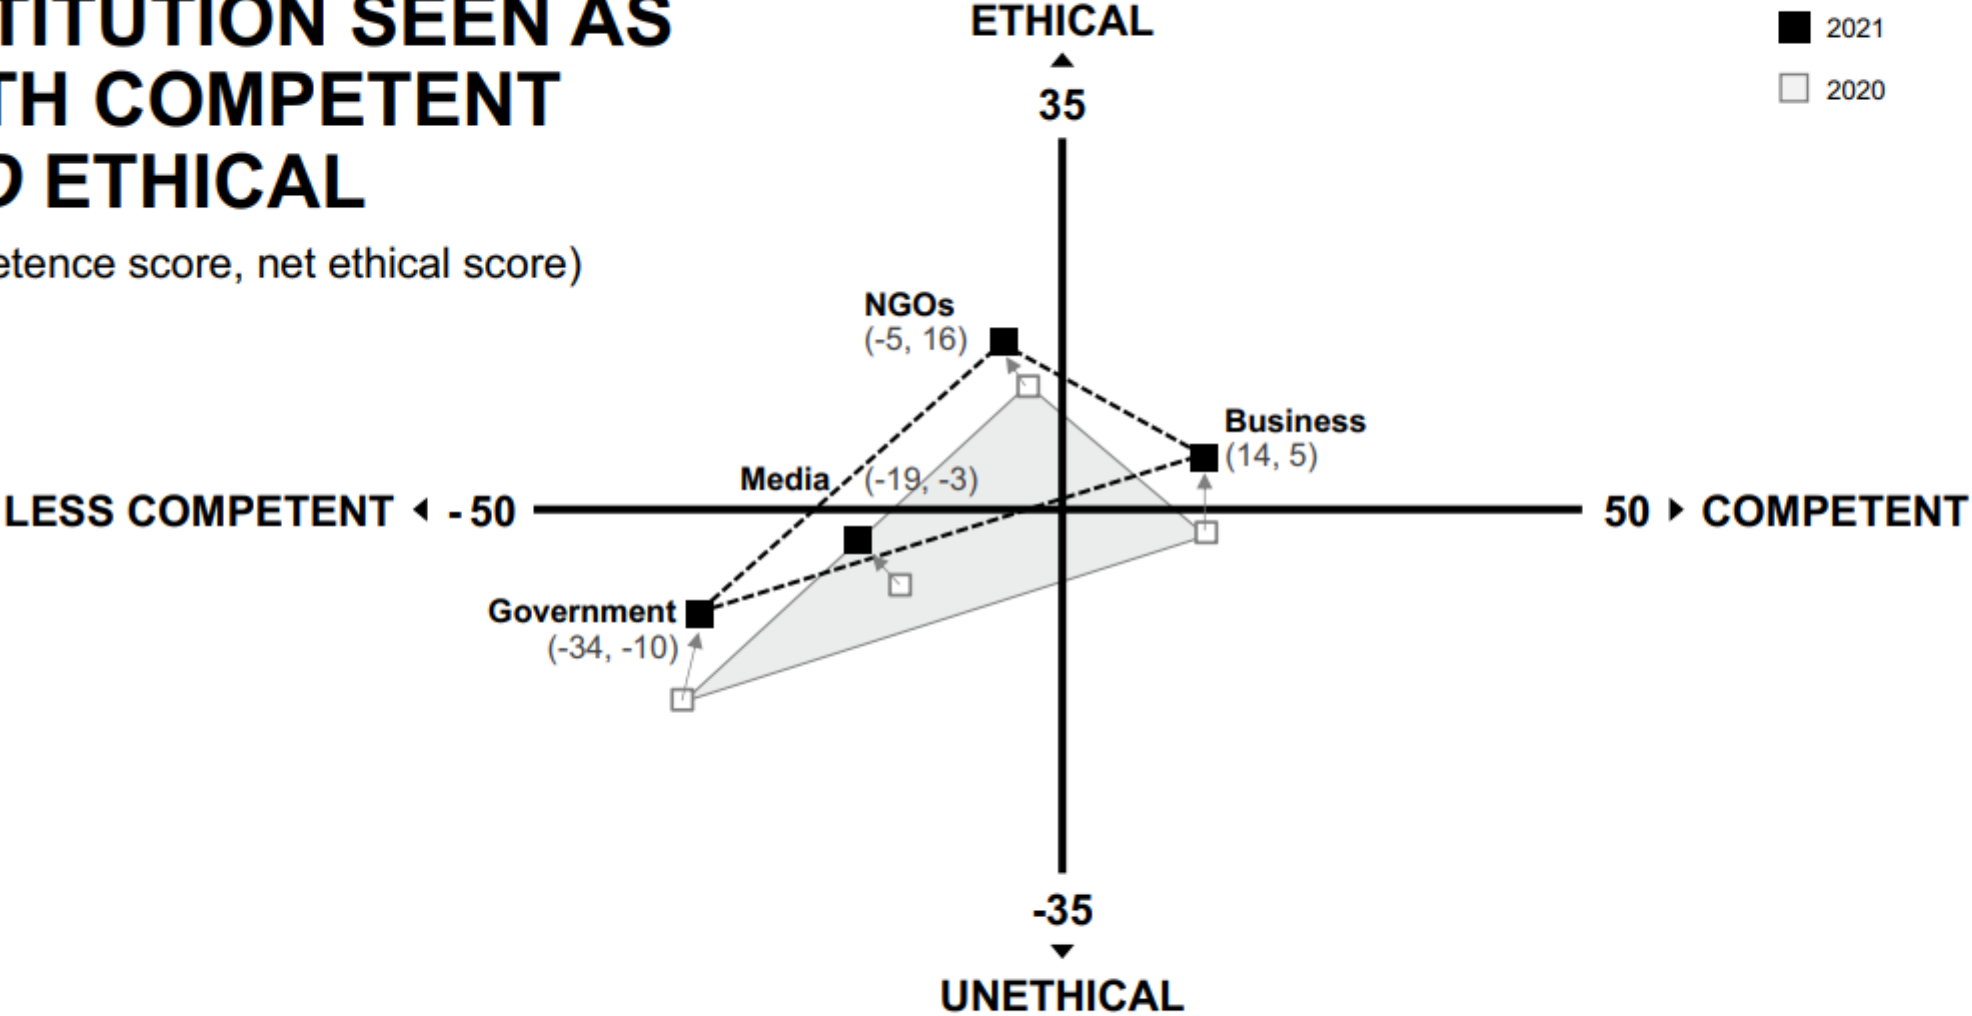 TITUTION SEEN AS
TH COMPETENT
D ETHICAL
etence score, net ethical score)
ETHICAL
35
2021
2020
NGOs
(-5, 16)
Business
(14, 5)
Media (-19, -3)
LESS COMPETENT -50
50 COMPETENT
Government
(-34, -10)
-35
UNETHICAL